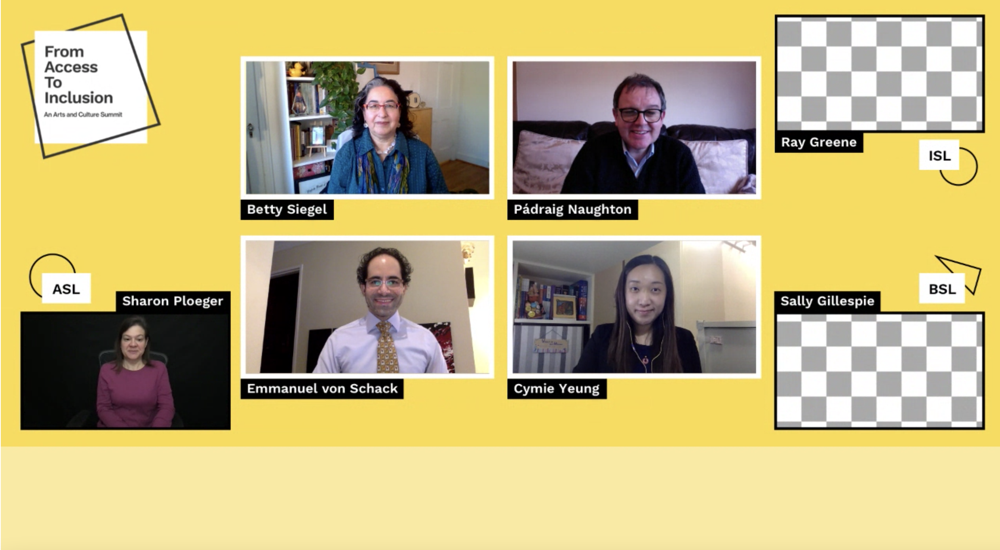 From
Access
To
Inclusion
An Arts and Culture Summit
Betty Siegel
Pádraig Naughton
Ray Greene
ISL
ASL
Sharon Ploeger
Emmanuel von Schack
Cymie Yeung
BSL
Sally Gillespie